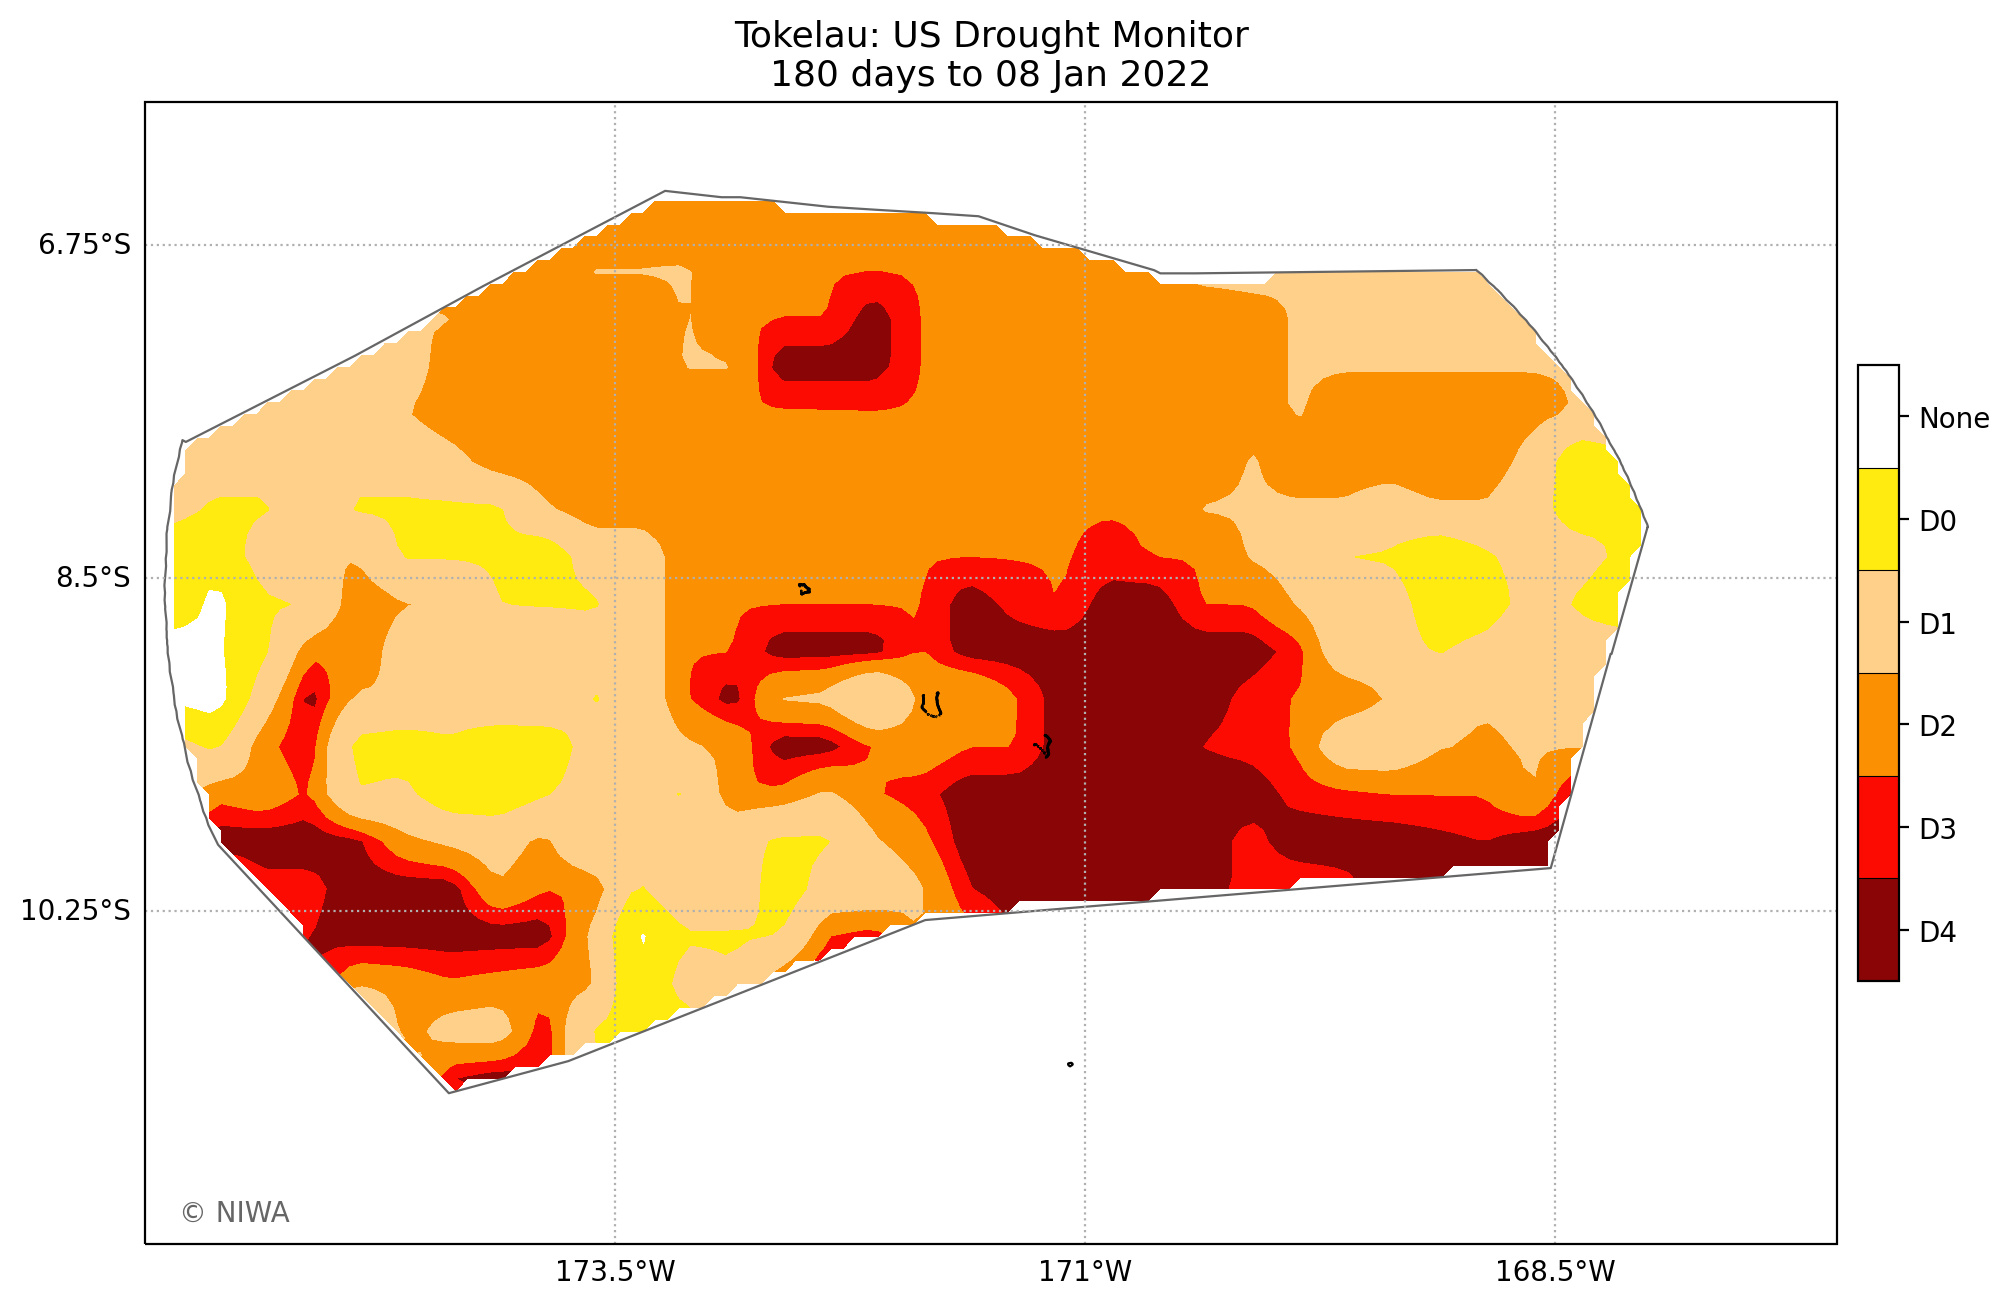 Tokelau: US Drought Monitor
180 days to 08 Jan 2022
6.75°S
8.5°S
10.25°S
173.5°W
171°W
168.5°W
None
D0
D1
D2
D3
D4
© NIWA